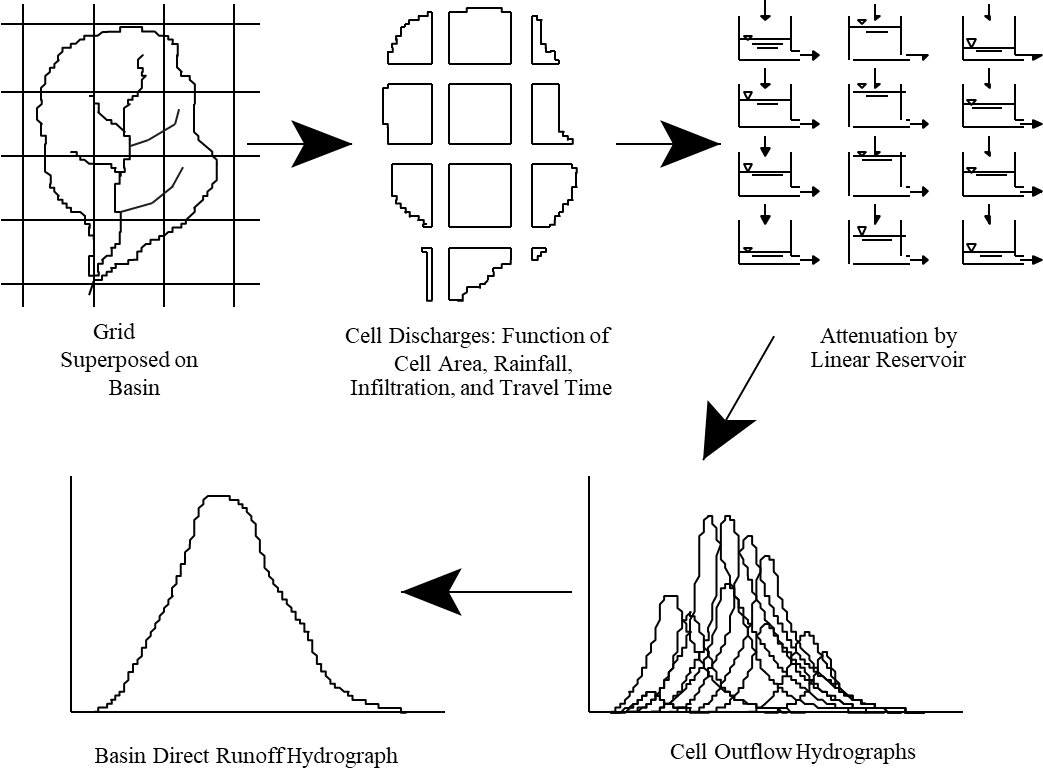 Grid
Superposed on
Basin
Cell Discharges: Function of
Cell Area, Rainfall,
Infiltration, and Travel Time
Attenuation by
Linear Reservoir
Basin Direct Runoff Hydrograph
Cell Outflow Hydrographs